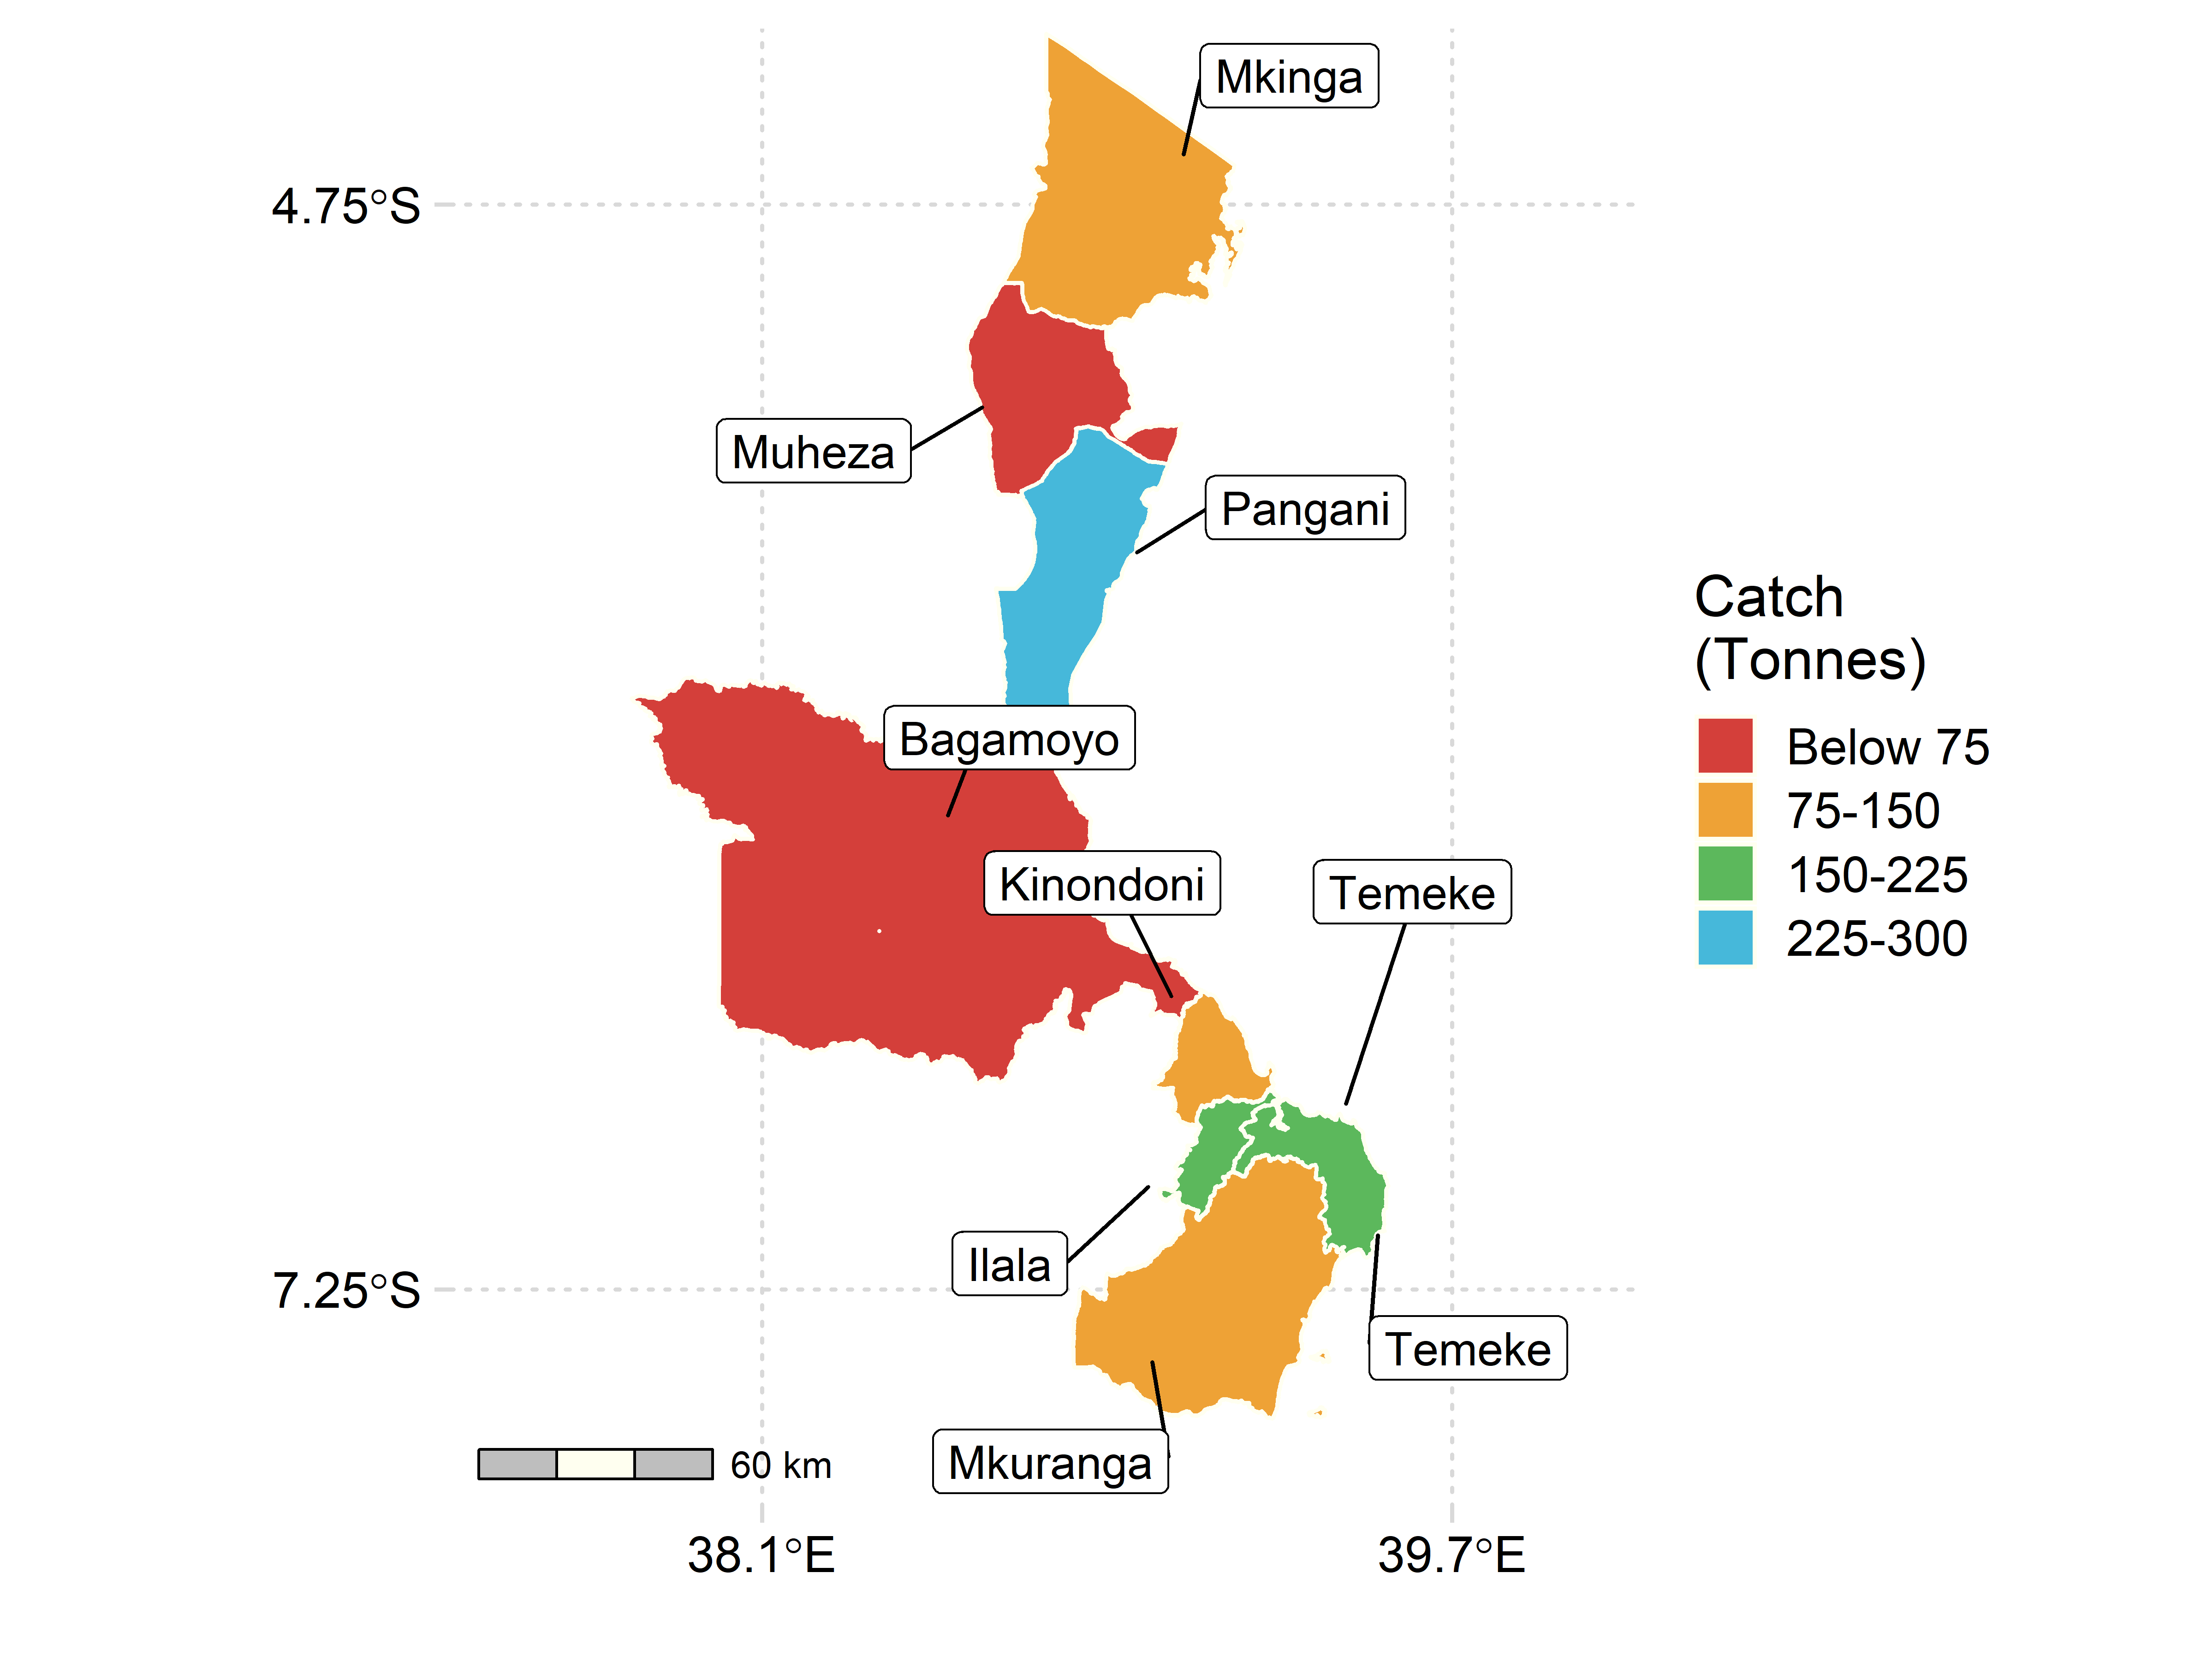 Mkinga
4.75°S
Muheza
Pangani
Bagamoyo
Kinondoni
Temeke
Ilala
7.25°S
Temeke
Mkuranga
60 km
38.1°E
39.7°E
Catch
(Tonnes)
Below 75
75-150
150-225
225-300